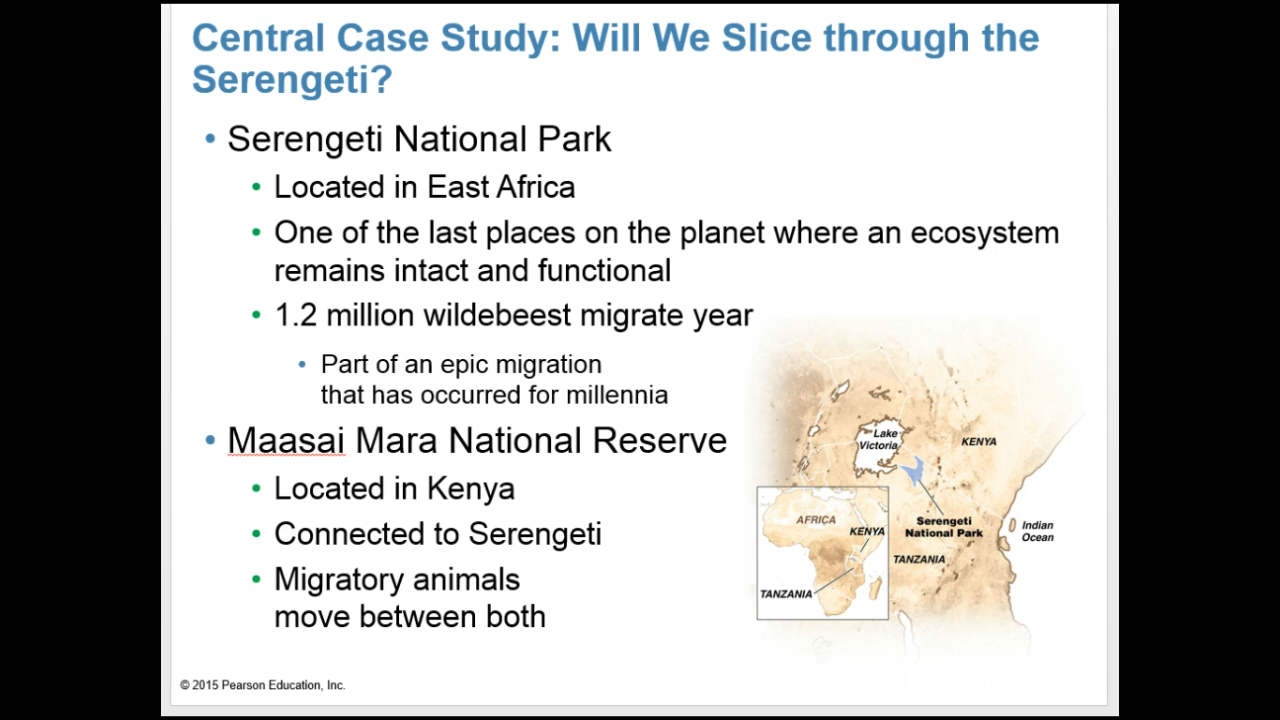 Central Case Study: Will We Slice through the
Serengeti?
• Serengeti National Park
• Located in East Africa
• One of the last places on the planet where an ecosystem
remains intact and functional
• 1.2 million wildebeest migrate year
• Part of an epic migration
that has occurred for millennia
• Maasai Mara National Reserve
• Located in Kenya
• Connected to Serengeti
• Migratory animals
move between both
Lake
Victoria
KENYA
Serengeti
National Park
Indian
Ocean
TANZANIA
AFRICA
KENYA
TANZANIA
© 2015 Pearson Education, Inc.